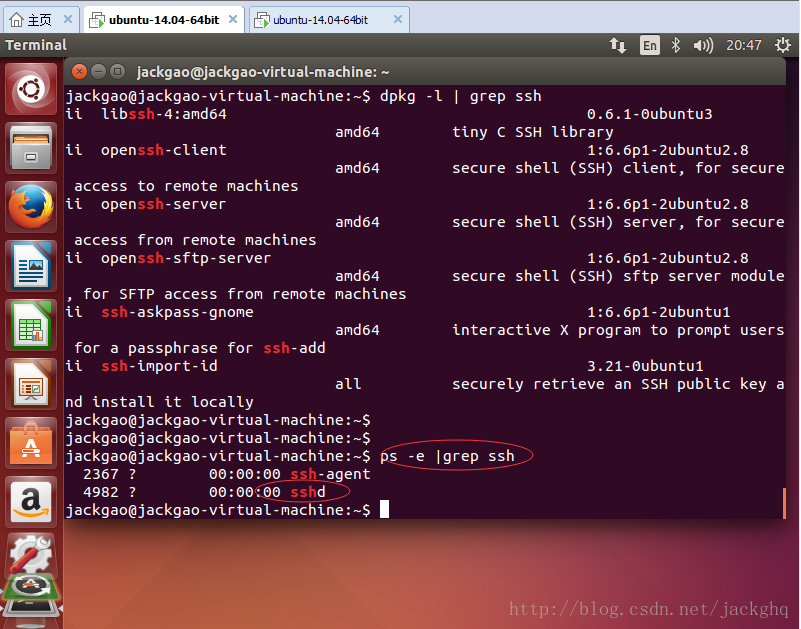 主页
ubuntu-14.04-64bit
ubuntu-14.04-64bit
Terminal
En
20:47
jackgao@jackgao-virtual-machine: ~
jackgao@jackgao-virtual-machine:~$ dpkg -l | grep ssh
ii  libssh-4:amd64                                        0.6.1-0ubuntu3
                              amd64        tiny C SSH library
ii  openssh-client                                        1:6.6p1-2ubuntu2.8
                              amd64        secure shell (SSH) client, for secure
 access to remote machines
ii  openssh-server                                        1:6.6p1-2ubuntu2.8
                              amd64        secure shell (SSH) server, for secure
 access from remote machines
ii  openssh-sftp-server                                   1:6.6p1-2ubuntu2.8
                              amd64        secure shell (SSH) sftp server module
, for SFTP access from remote machines
ii  ssh-askpass-gnome                                     1:6.6p1-2ubuntu1
                              amd64        interactive X program to prompt users
 for a passphrase for ssh-add
ii  ssh-import-id                                         3.21-0ubuntu1
                              all          securely retrieve an SSH public key a
nd install it locally
jackgao@jackgao-virtual-machine:~$
jackgao@jackgao-virtual-machine:~$
jackgao@jackgao-virtual-machine:~$ ps -e |grep ssh
  2367 ?        00:00:00 ssh-agent
  4982 ?        00:00:00 sshd
jackgao@jackgao-virtual-machine:~$
http://blog.csdn.net/jackghq